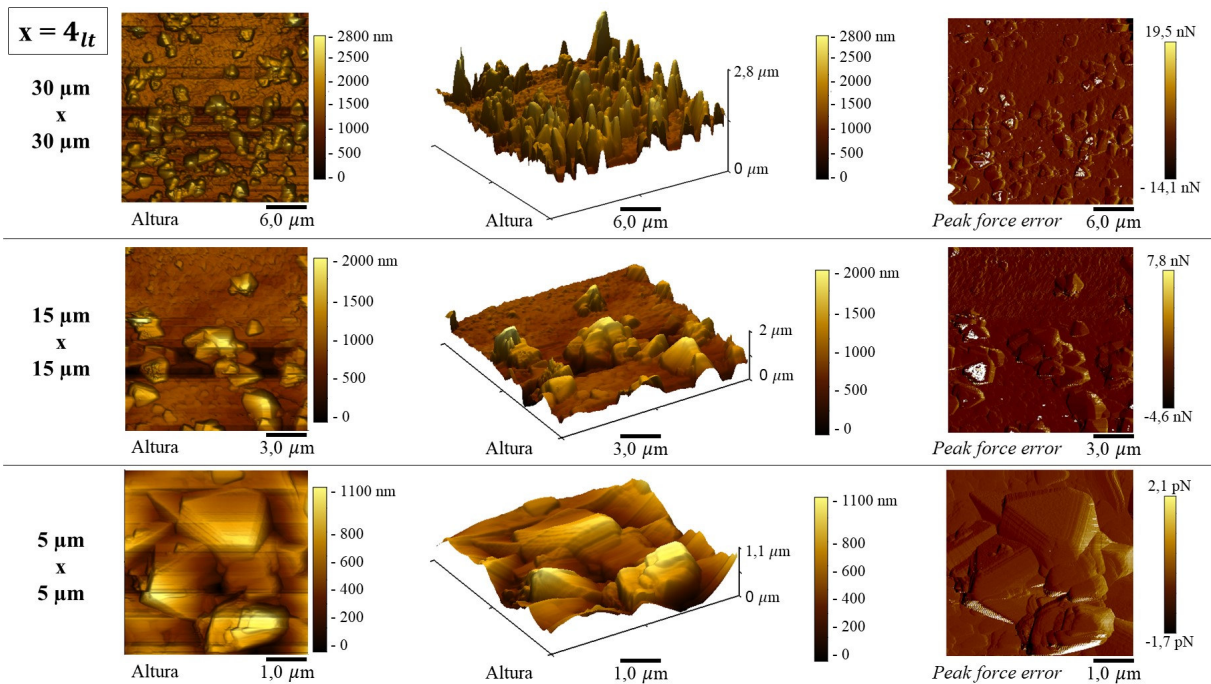 x = 4lt
30 µm
x
30 µm
- 2800 nm
- 2500
- 2000
- 1500
- 1000
- 500
- 0
Altura
6,0 µm
2,8 µm
0 µm
Altura
6,0 µm
- 2800 nm
- 2500
- 2000
- 1500
- 1000
- 500
- 0
19,5 nN
- 14,1 nN
Peak force error
6,0 µm
15 µm
x
15 µm
- 2000 nm
- 1500
- 1000
- 500
- 0
Altura
3,0 µm
2 µm
0 µm
Altura
3,0 µm
- 2000 nm
- 1500
- 1000
- 500
- 0
7,8 nN
-4,6 nN
Peak force error
3,0 µm
5 µm
x
5 µm
- 1100 nm
- 800
- 600
- 400
- 200
- 0
Altura
1,0 µm
1,1 µm
0 µm
Altura
1,0 µm
- 1100 nm
- 800
- 600
- 400
- 200
- 0
2,1 pN
-1,7 pN
Peak force error
1,0 µm